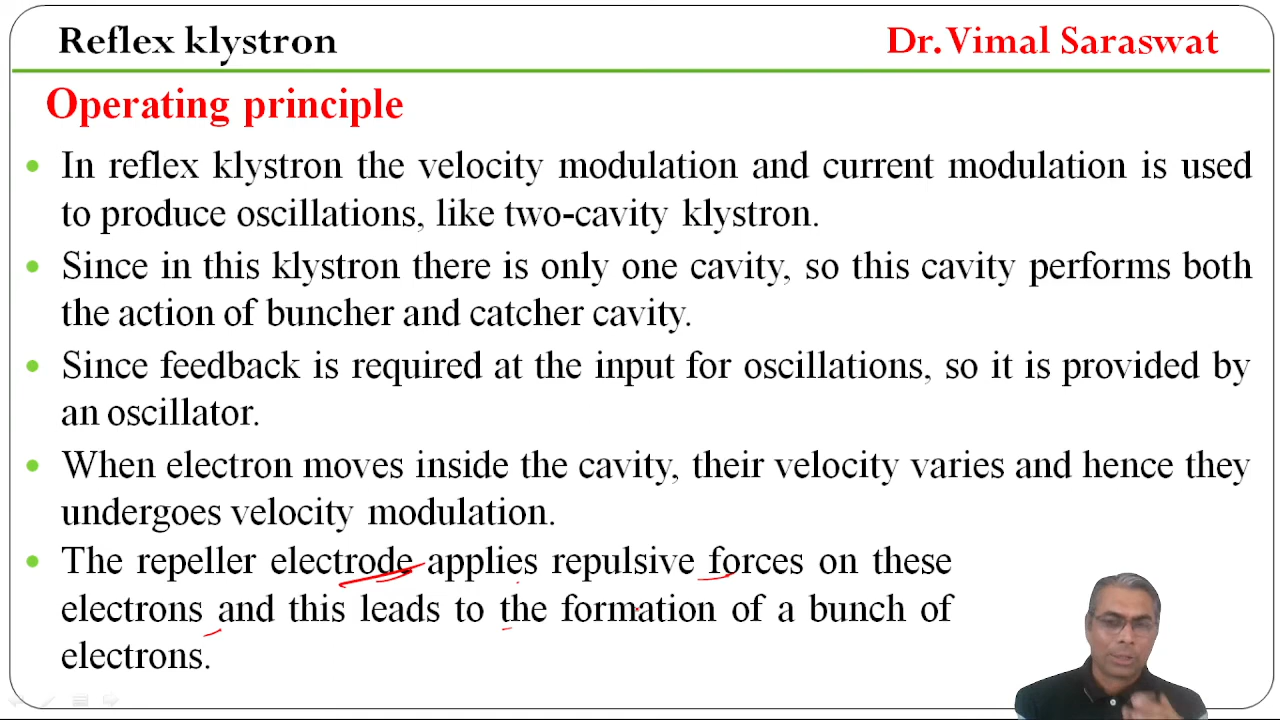 Reflex klystron
Dr. Vimal Saraswat
Operating principle
• In reflex klystron the velocity modulation and current modulation is used
to produce oscillations, like two-cavity klystron.
• Since in this klystron there is only one cavity, so this cavity performs both
the action of buncher and catcher cavity.
• Since feedback is required at the input for oscillations, so it is provided by
an oscillator.
• When electron moves inside the cavity, their velocity varies and hence they
undergoes velocity modulation.
• The repeller electrode applies repulsive forces on these
electrons and this leads to the formation of a bunch of
electrons.